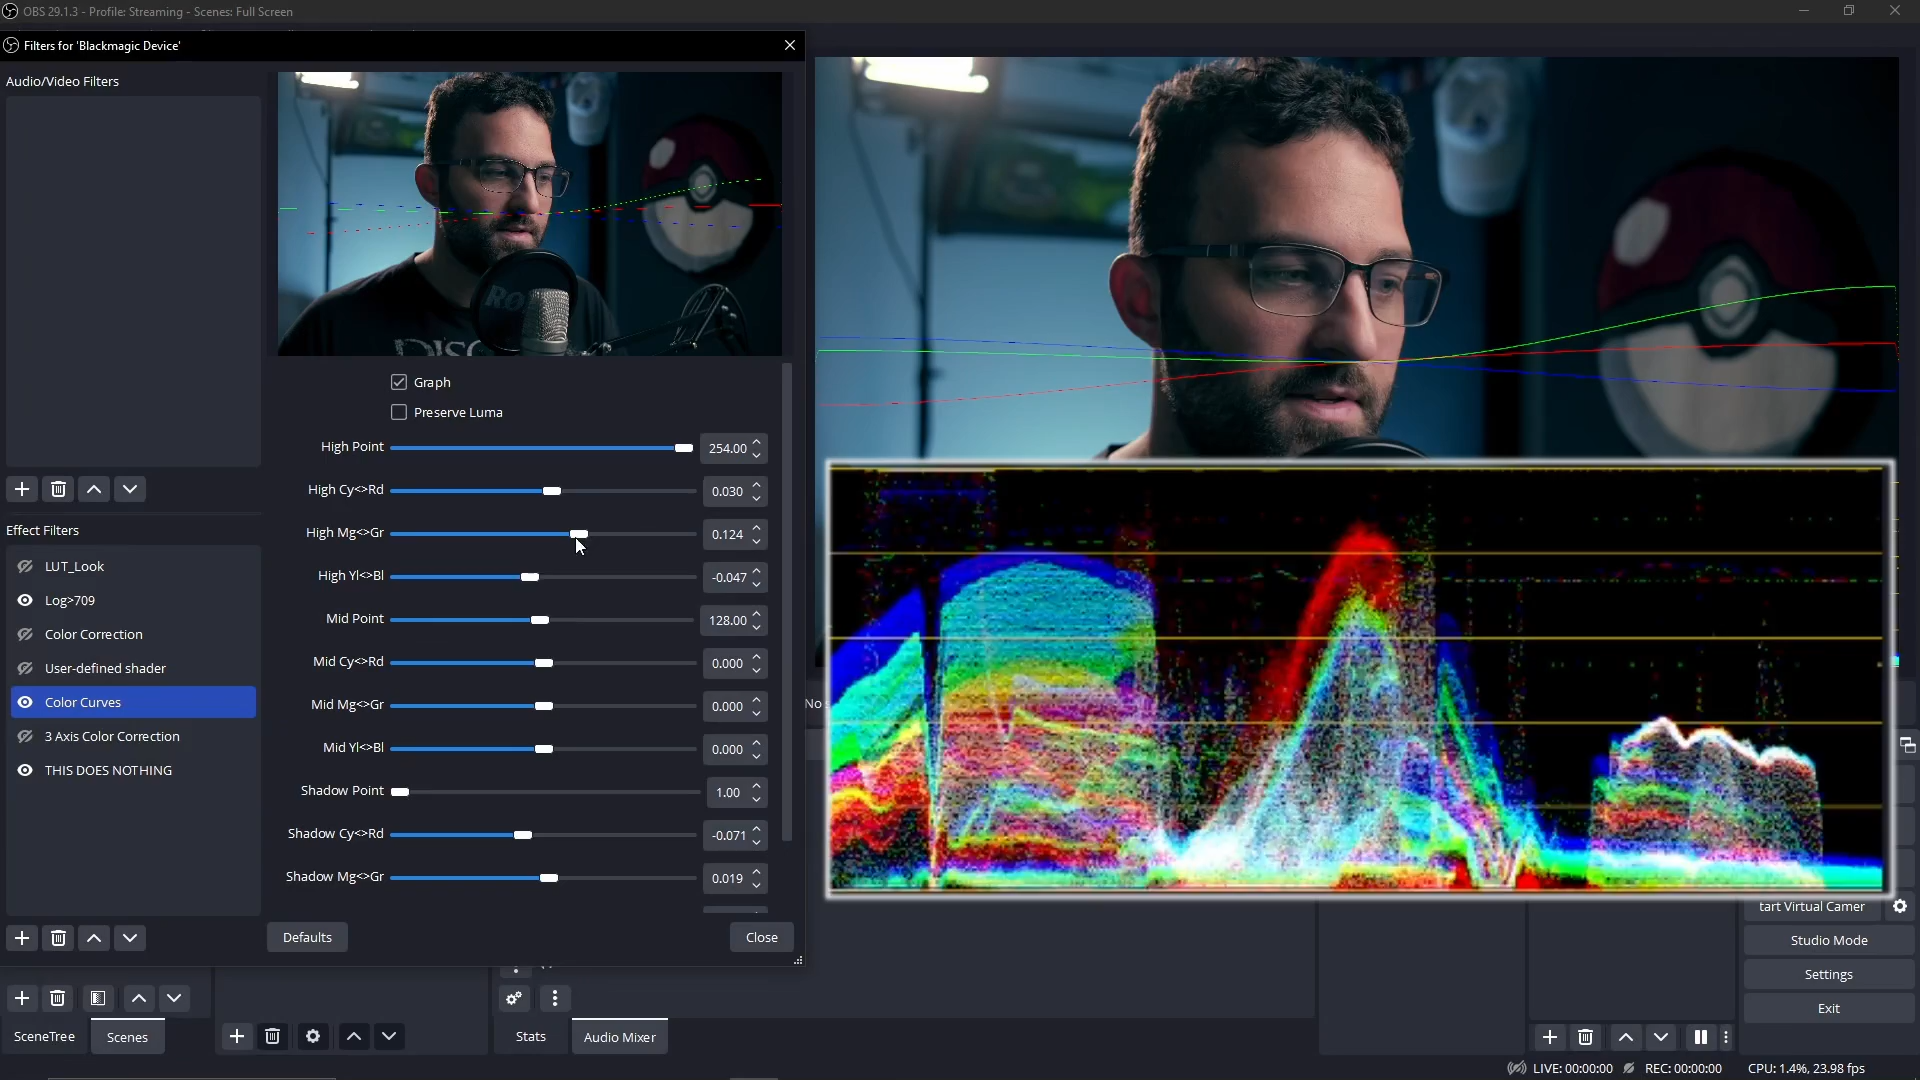 OBS 29.1.3 - Profile: Streaming - Scenes: Full Screen
Filters for 'Blackmagic Device'
Audio/Video Filters
Graph
Preserve Luma
High Point 254.00
High Cy<>Rd 0.030
High Mg<>Gr 0.124
High Yl<>Bl -0.047
Mid Point 128.00
Mid Cy<>Rd 0.000
Mid Mg<>Gr 0.000
Mid Yl<>Bl 0.000
Shadow Point 1.00
Shadow Cy<>Rd -0.071
Shadow Mg<>Gr 0.019
Effect Filters
LUT_Look
Log>709
Color Correction
User-defined shader
Color Curves
3 Axis Color Correction
THIS DOES NOTHING
Defaults
Close
No
tart Virtual Camer
Studio Mode
Settings
Exit
SceneTree
Scenes
Stats
Audio Mixer
LIVE: 00:00:00
REC: 00:00:00
CPU: 1.4%, 23.98 fps